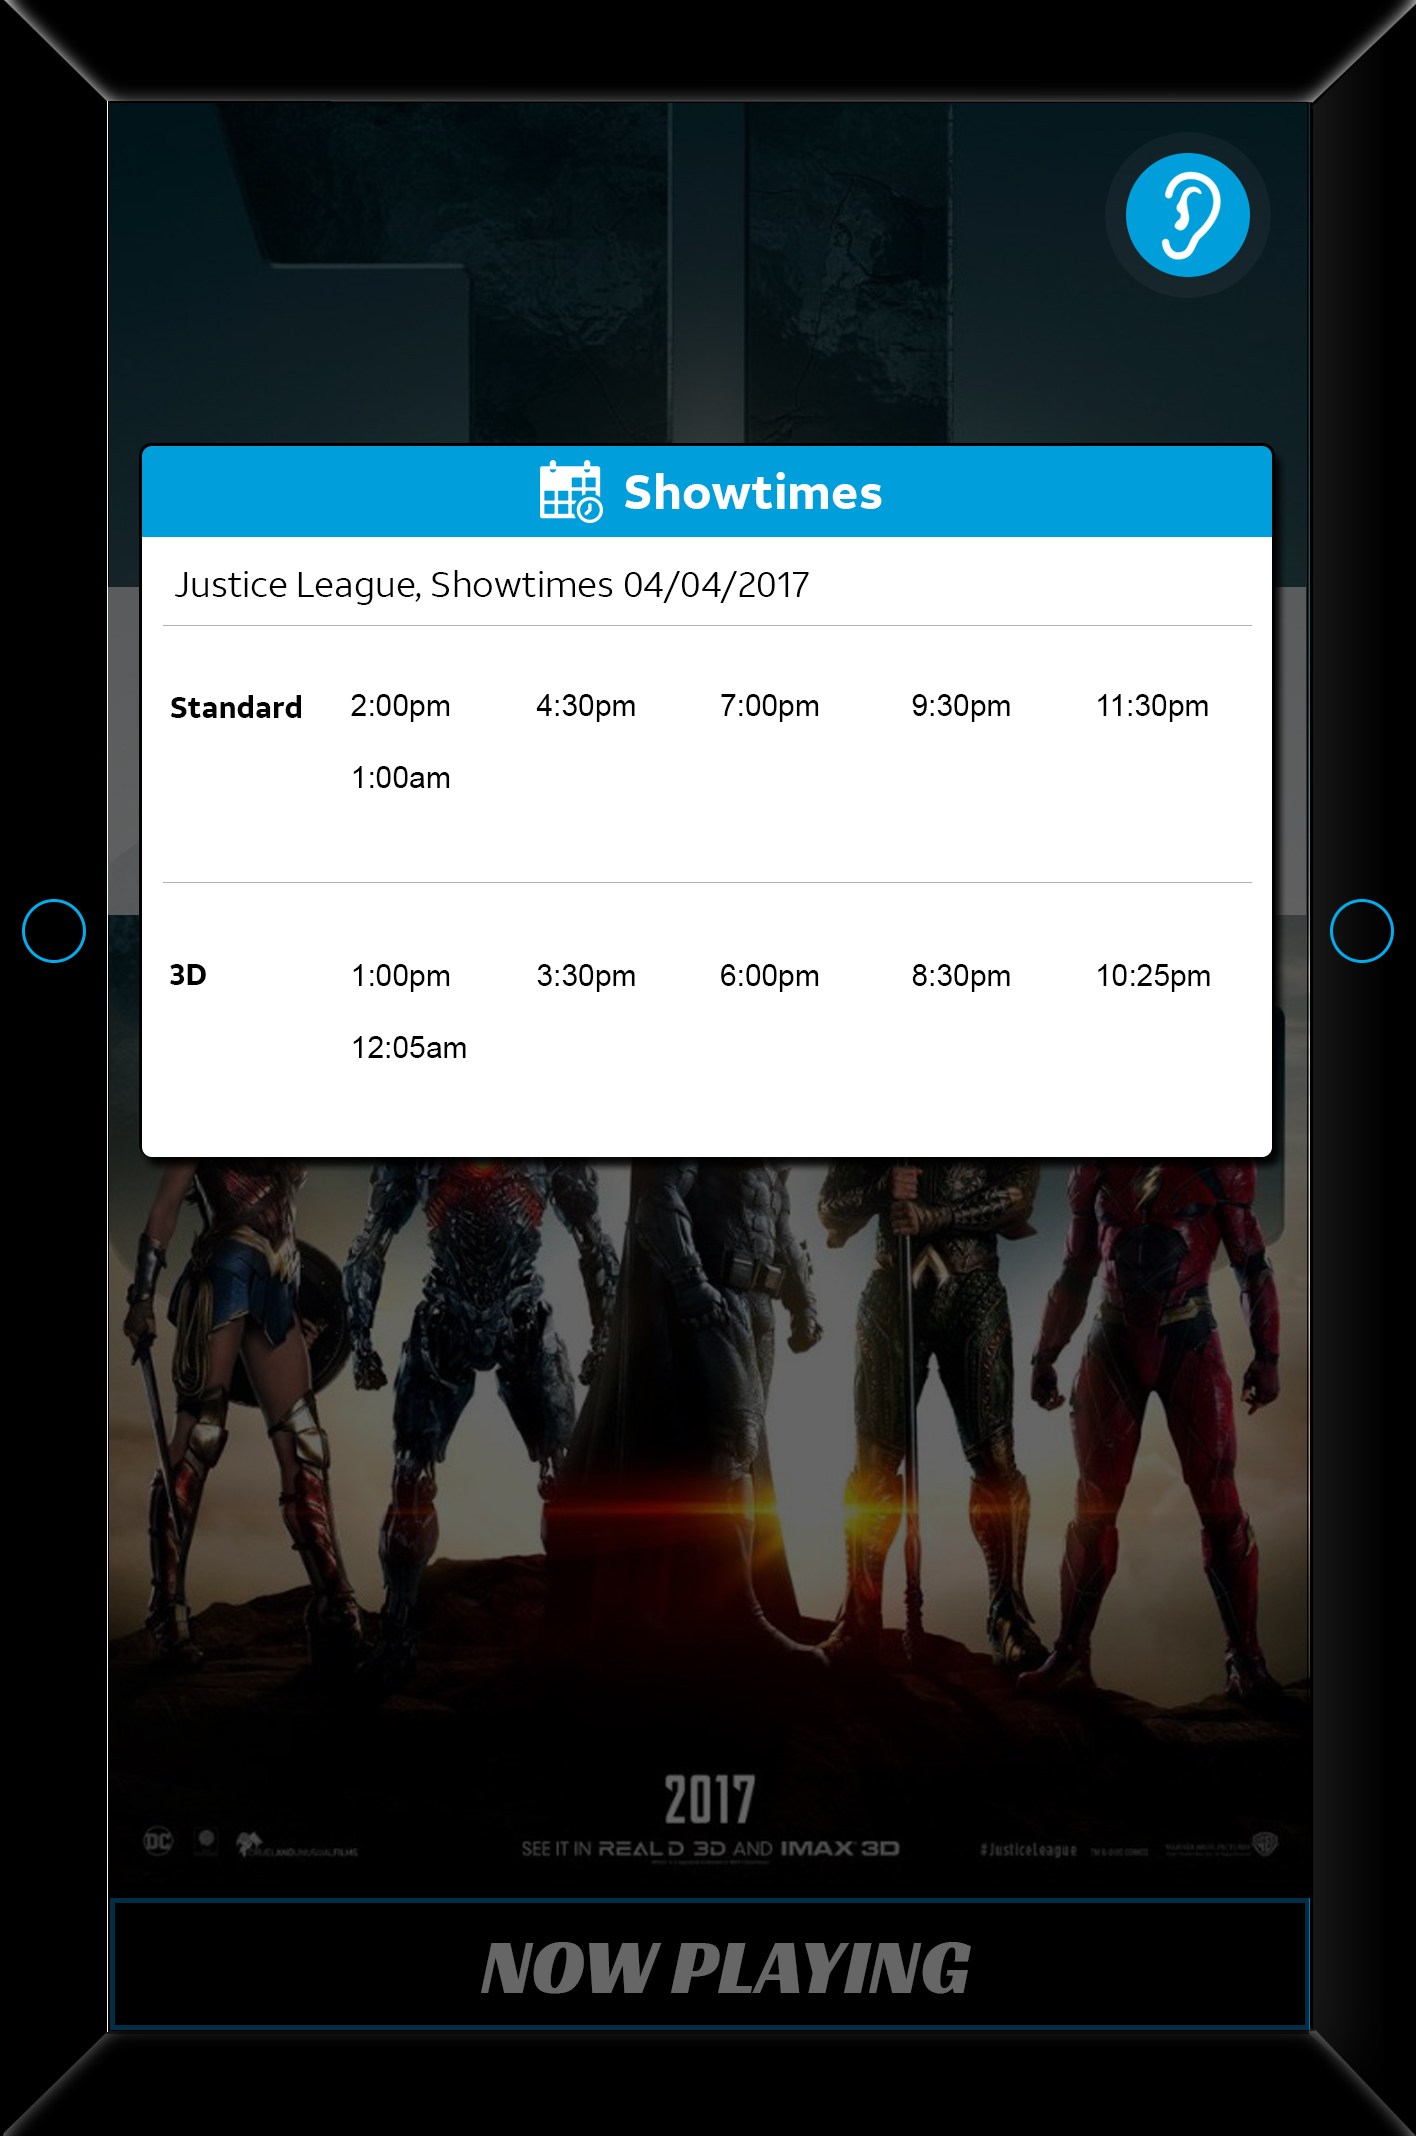 Showtimes
Justice League, Showtimes 04/04/2017
Standard 2:00pm 4:30pm 7:00pm 9:30pm 11:30pm
1:00am
3D 1:00pm 3:30pm 6:00pm 8:30pm 10:25pm
12:05am
2017
DC
SEE IT IN REAL D 3D AND IMAX 3D
#JusticeLeague
NOW PLAYING